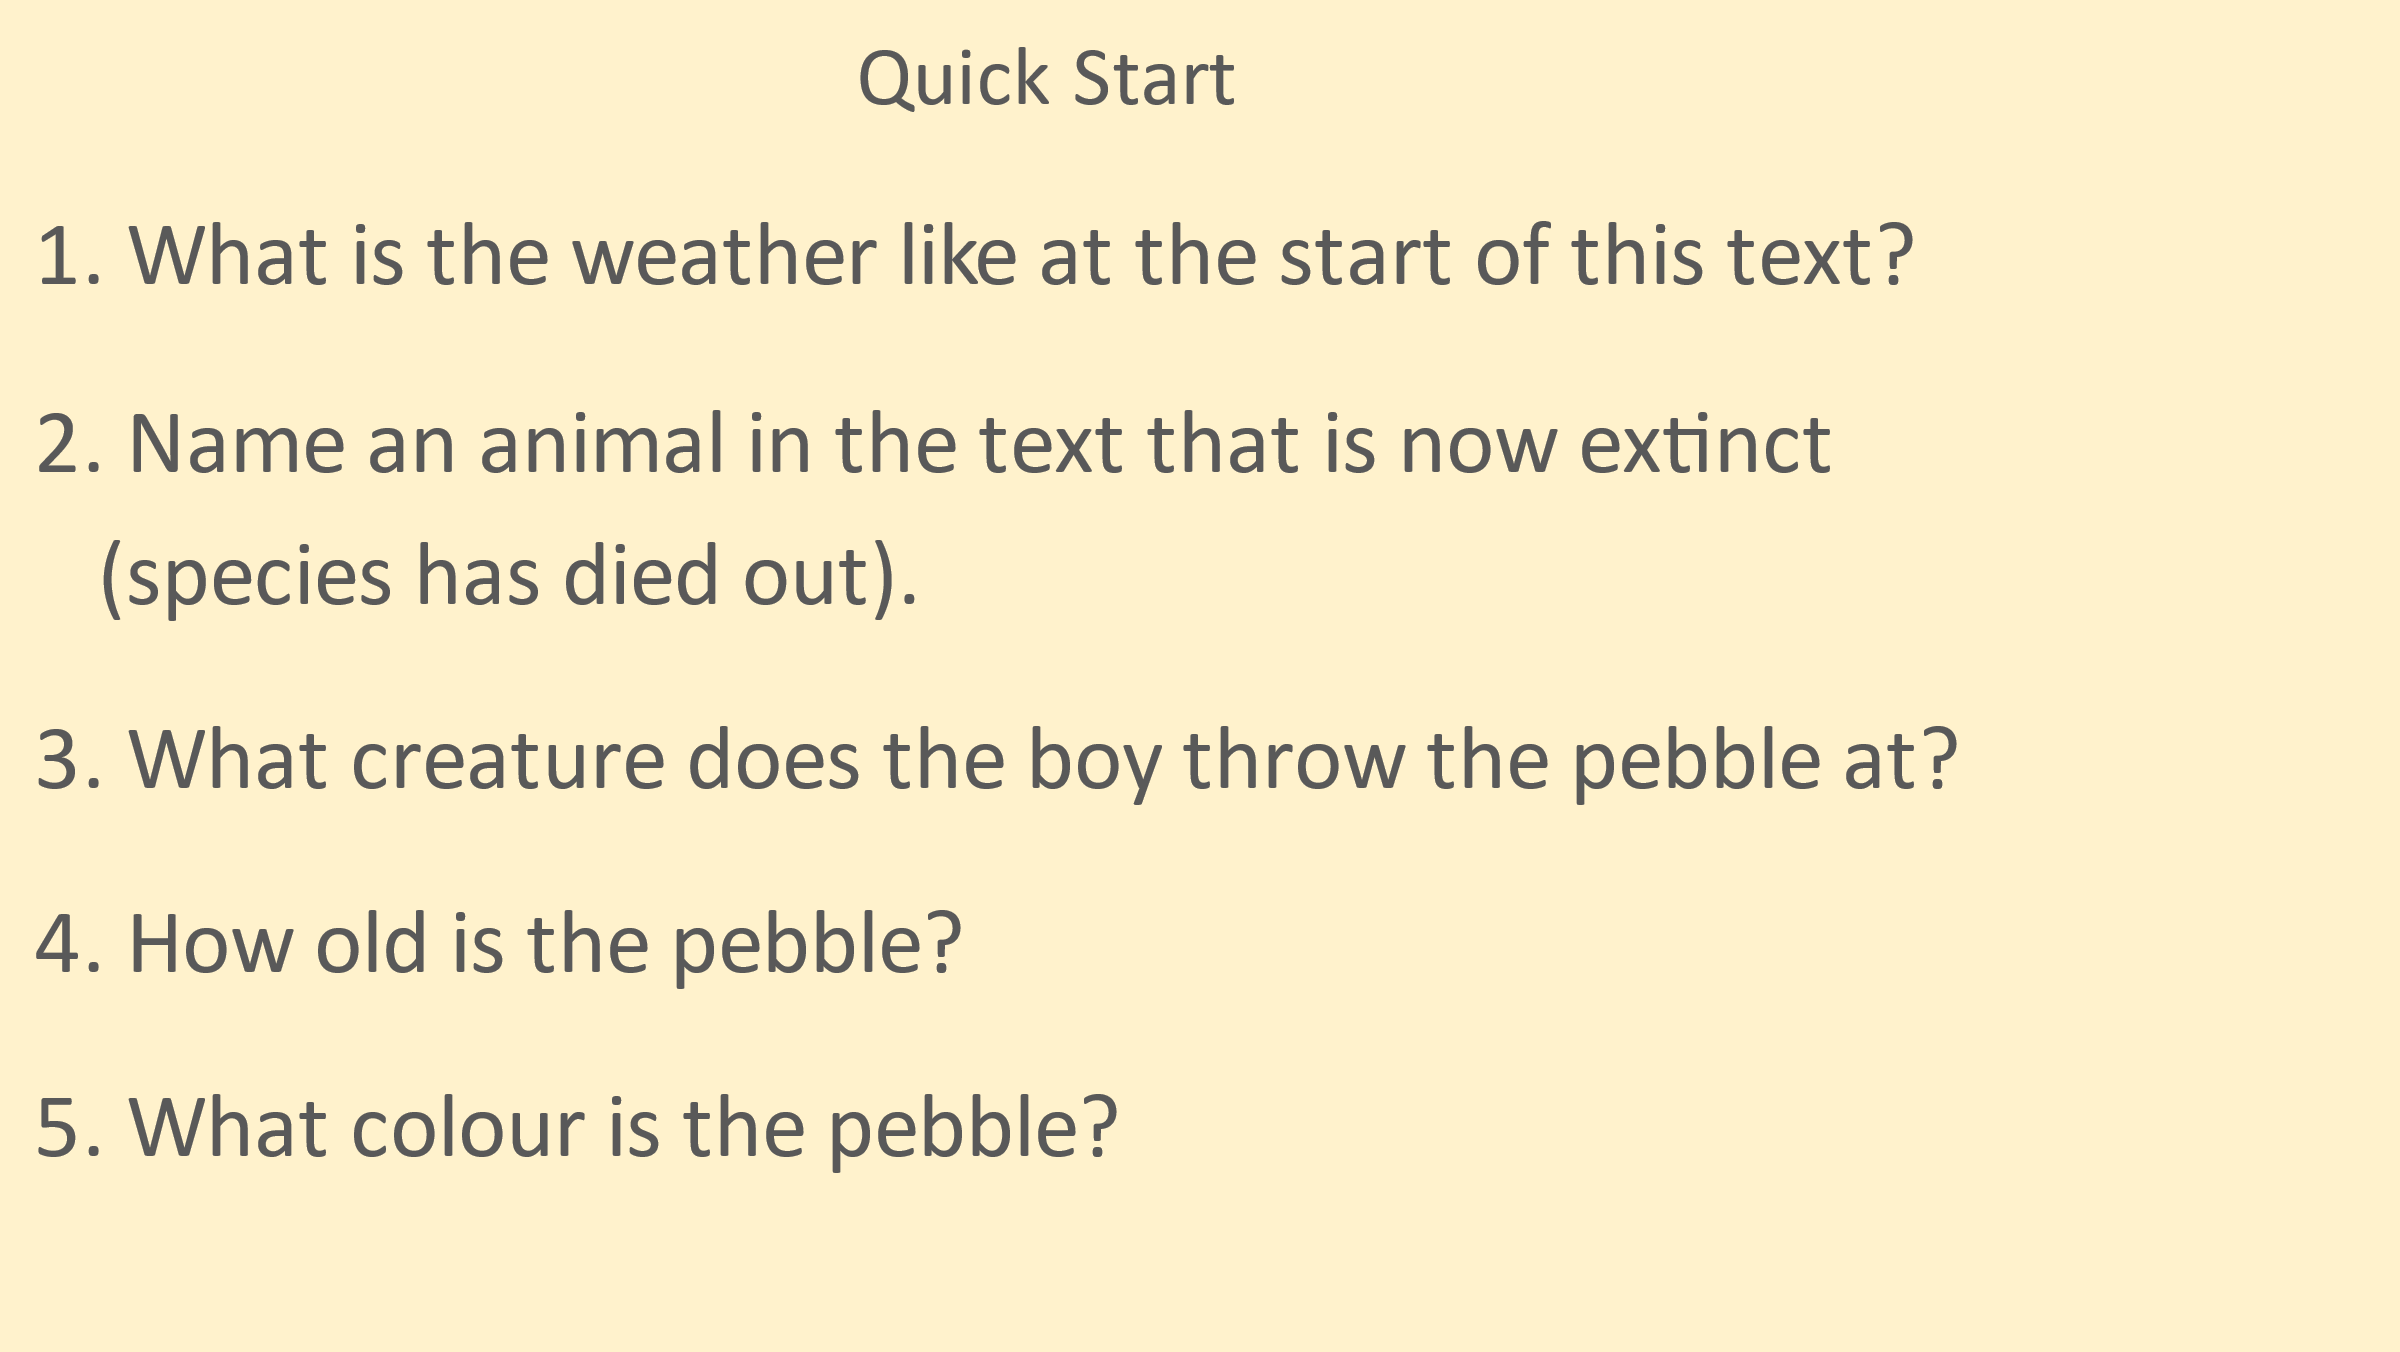 Quick Start
1. What is the weather like at the start of this text?
2. Name an animal in the text that is now extinct
(species has died out).
3. What creature does the boy throw the pebble at?
4. How old is the pebble?
5. What colour is the pebble?